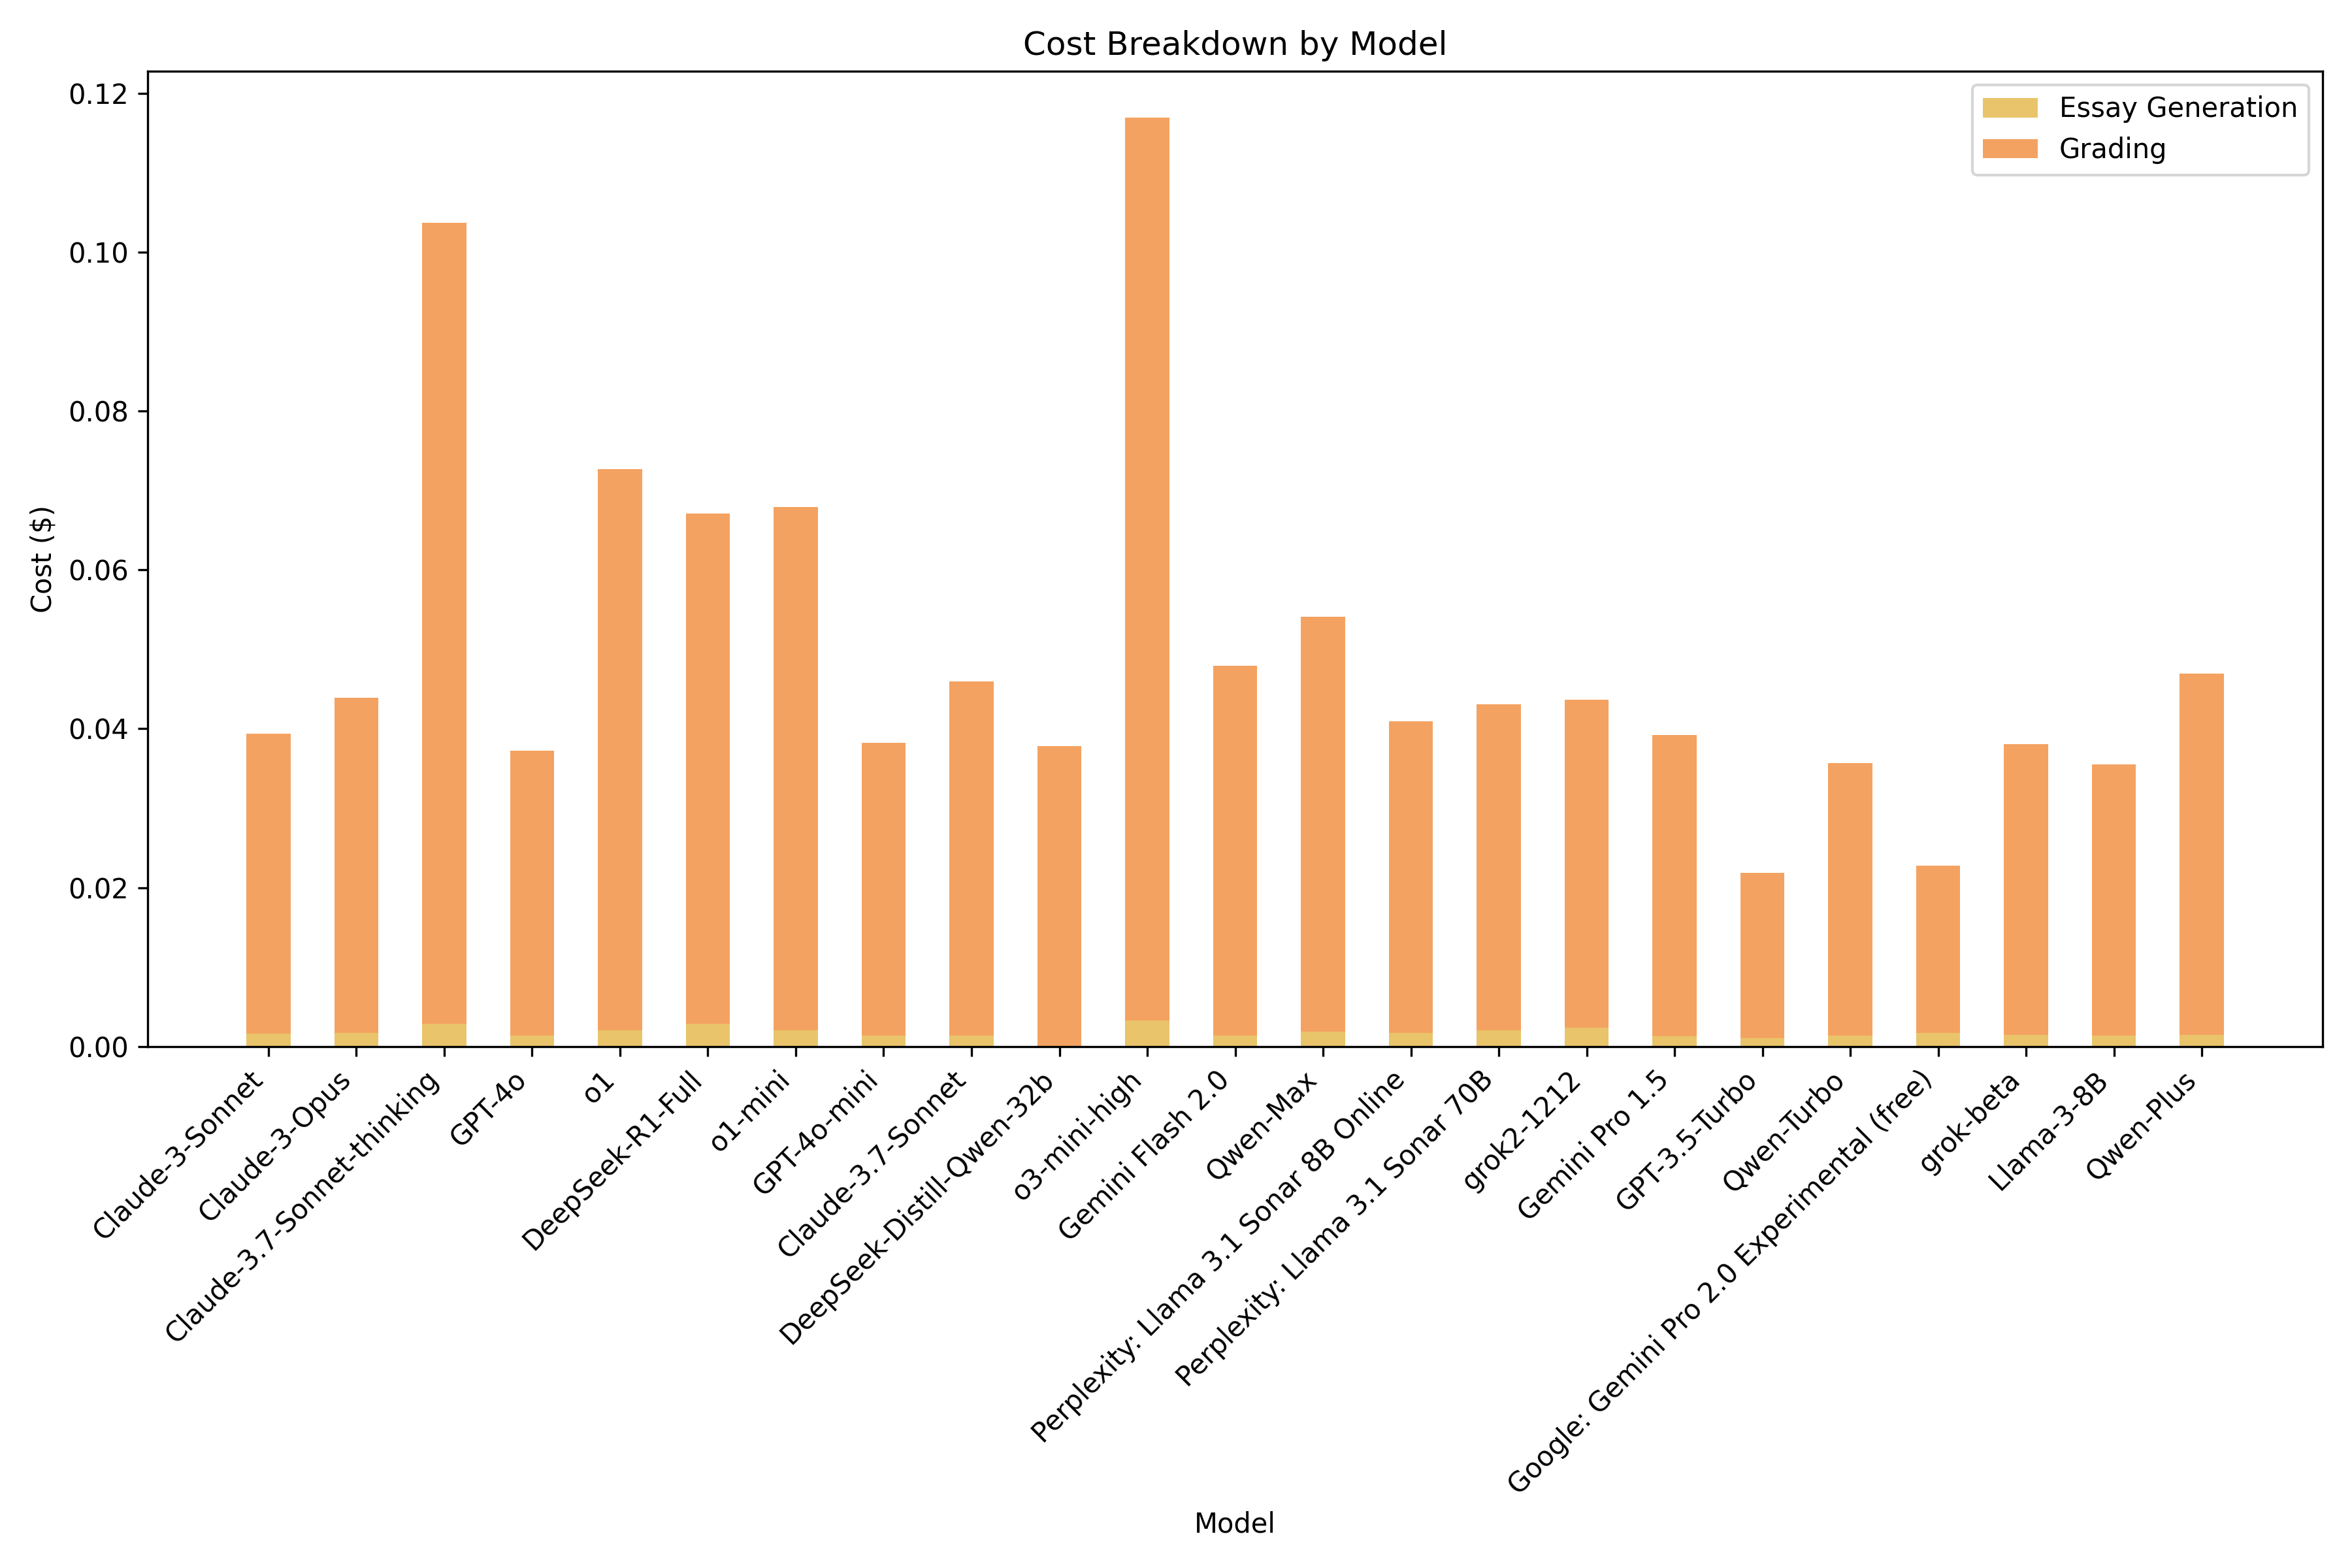 Cost Breakdown by Model
Essay Generation
Grading
Cost ($)
0.12
0.10
0.08
0.06
0.04
0.02
0.00
Claude-3-Sonnet
Claude-3-Opus
Claude-3.7-Sonnet-thinking
GPT-4o
o1
DeepSeek-R1-Full
o1-mini
GPT-4o-mini
Claude-3.7-Sonnet
DeepSeek-Distill-Qwen-32b
o3-mini-high
Gemini Flash 2.0
Qwen-Max
Perplexity: Llama 3.1 Sonar 8B Online
Perplexity: Llama 3.1 Sonar 70B
grok2-1212
Gemini Pro 1.5
GPT-3.5-Turbo
Qwen-Turbo
Google: Gemini Pro 2.0 Experimental (free)
grok-beta
Llama-3-8B
Qwen-Plus
Model